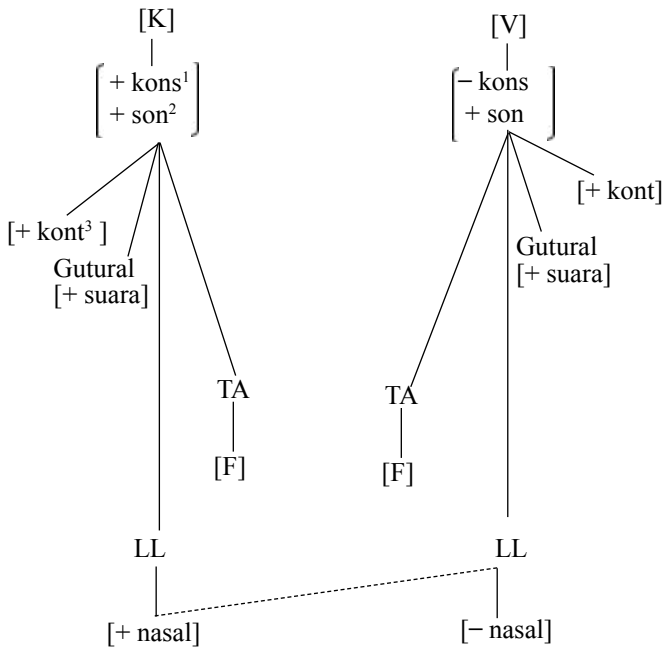 [K]
[V]
+ kons¹
+ son²
− kons
+ son
[+ kont³ ]
Gutural
[+ suara]
[+ kont]
Gutural
[+ suara]
TA
TA
[F]
[F]
LL
LL
[+ nasal]
[− nasal]